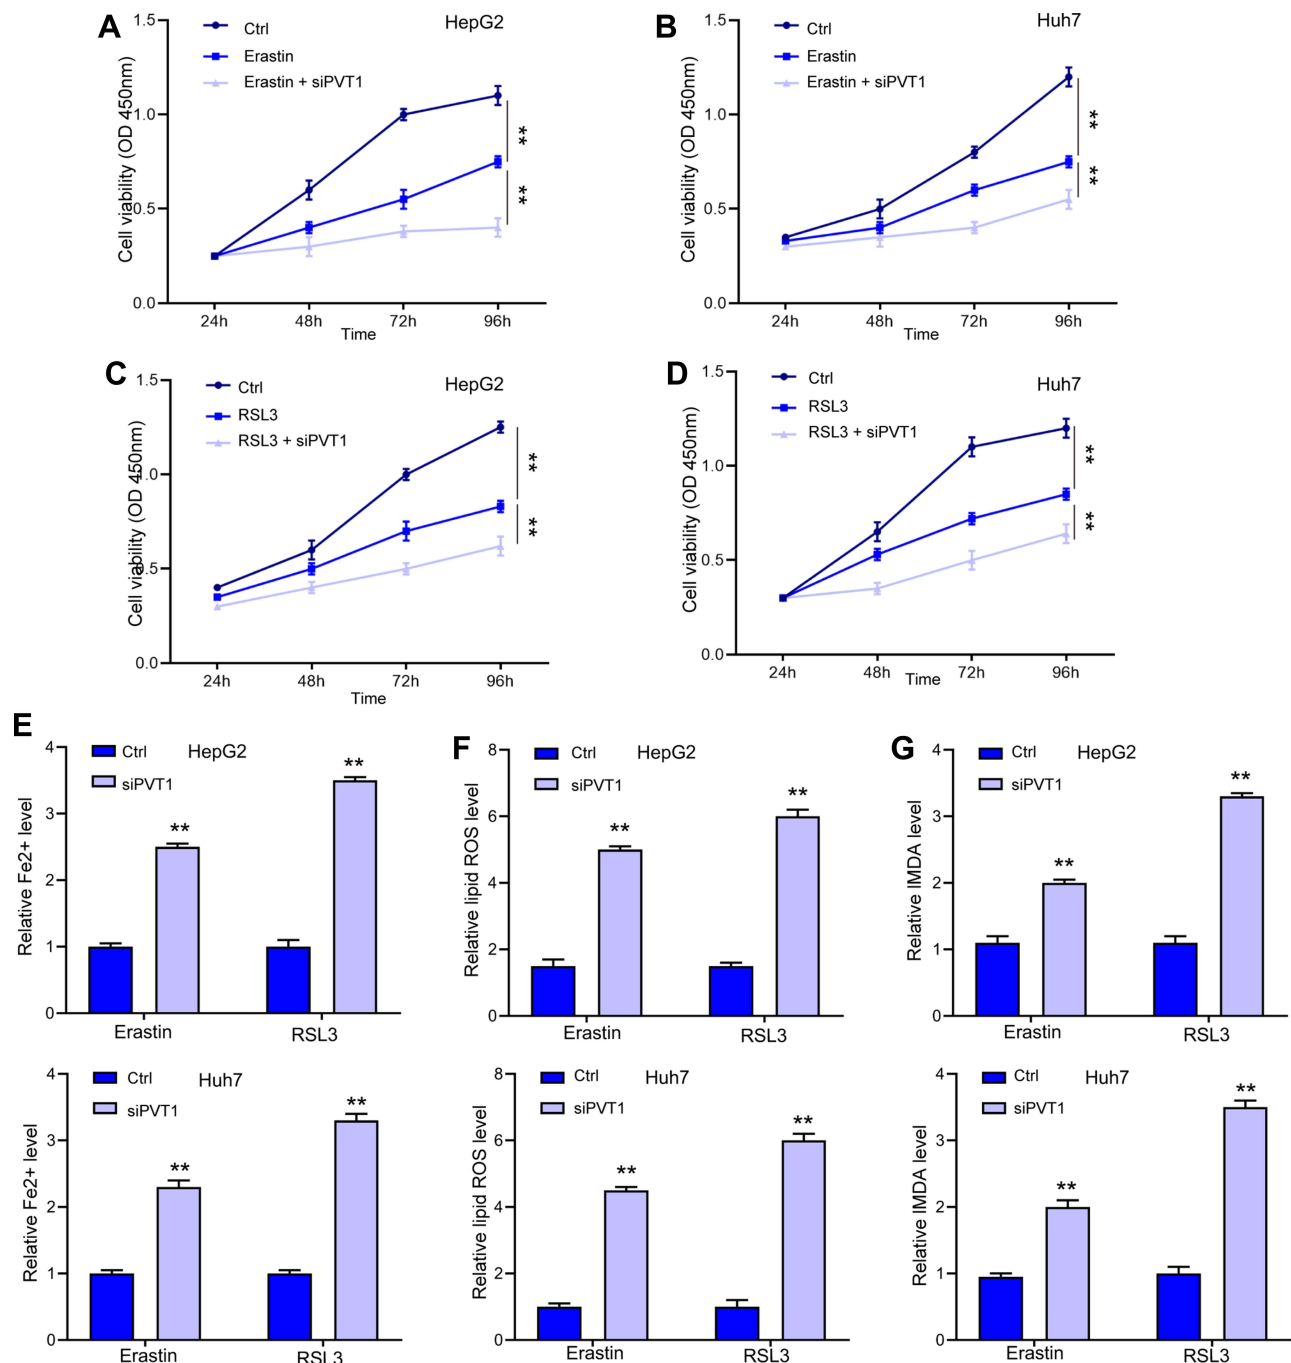 A
HepG2
Ctrl
Erastin
Erastin + siPVT1
Cell viability (OD 450nm)
1.5
1.0
0.5
0.0
**
**
24h 48h 72h 96h
Time
B
Huh7
Ctrl
Erastin
Erastin + siPVT1
Cell viability (OD 450nm)
1.5
1.0
0.5
0.0
**
**
24h 48h 72h 96h
Time
C
HepG2
Ctrl
RSL3
RSL3 + siPVT1
Cell viability (OD 450nm)
1.5
1.0
0.5
0.0
**
**
24h 48h 72h 96h
Time
D
Huh7
Ctrl
RSL3
RSL3 + siPVT1
Cell viability (OD 450nm)
1.5
1.0
0.5
0.0
**
**
24h 48h 72h 96h
Time
E
Ctrl HepG2
siPVT1
Relative Fe2+ level
4
3
2
1
0
**
**
Erastin RSL3
F
Ctrl HepG2
siPVT1
Relative lipid ROS level
8
6
4
2
0
**
**
Erastin RSL3
G
Ctrl HepG2
siPVT1
Relative lMDA level
4
3
2
1
0
**
**
Erastin RSL3
Ctrl Huh7
siPVT1
Relative Fe2+ level
4
3
2
1
0
**
**
Erastin RSL3
Ctrl Huh7
siPVT1
Relative lipid ROS level
8
6
4
2
0
**
**
Erastin RSL3
Ctrl Huh7
siPVT1
Relative lMDA level
4
3
2
1
0
**
**
Erastin RSL3